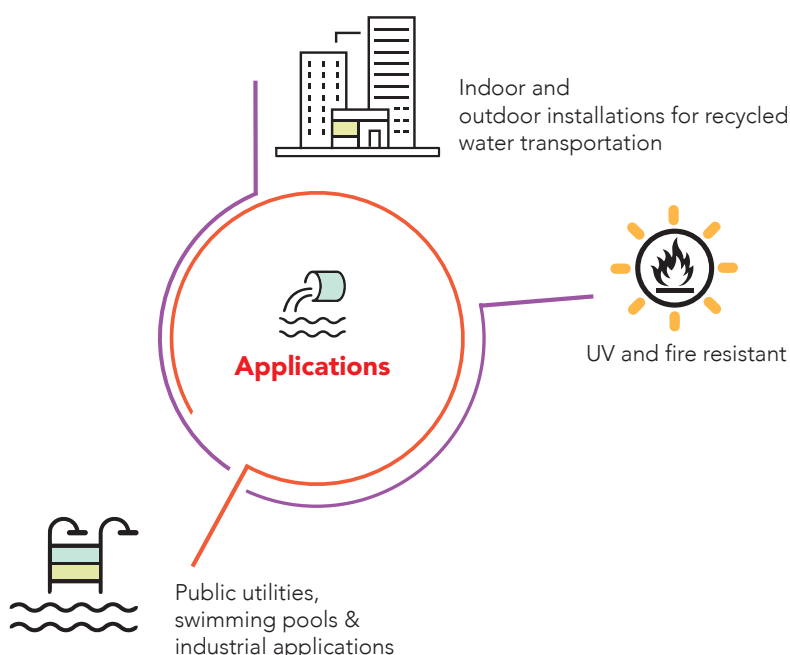 Indoor and
outdoor installations for recycled
water transportation
UV and fire resistant
Applications
Public utilities,
swimming pools &
industrial applications